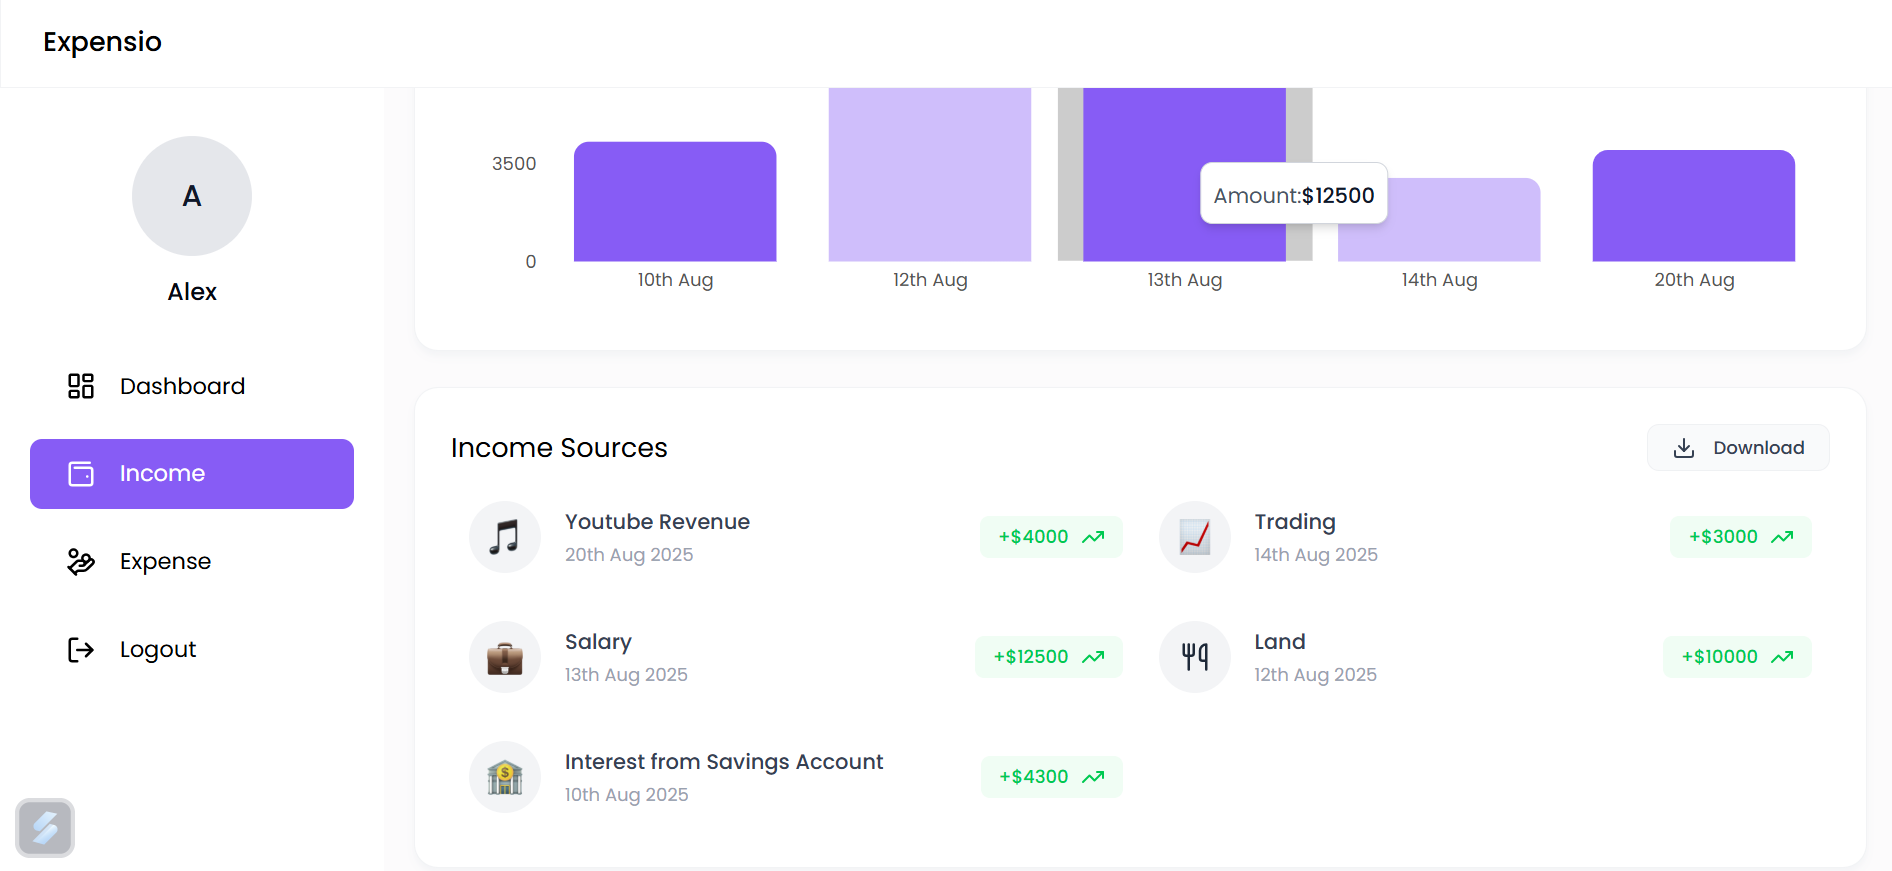 Expensio
A
Alex
Dashboard
Income
Expense
Logout
3500
0
Amount:$12500
10th Aug
12th Aug
13th Aug
14th Aug
20th Aug
Income Sources
Download
Youtube Revenue
20th Aug 2025
+$4000
Trading
14th Aug 2025
+$3000
Salary
13th Aug 2025
+$12500
Land
12th Aug 2025
+$10000
Interest from Savings Account
10th Aug 2025
+$4300